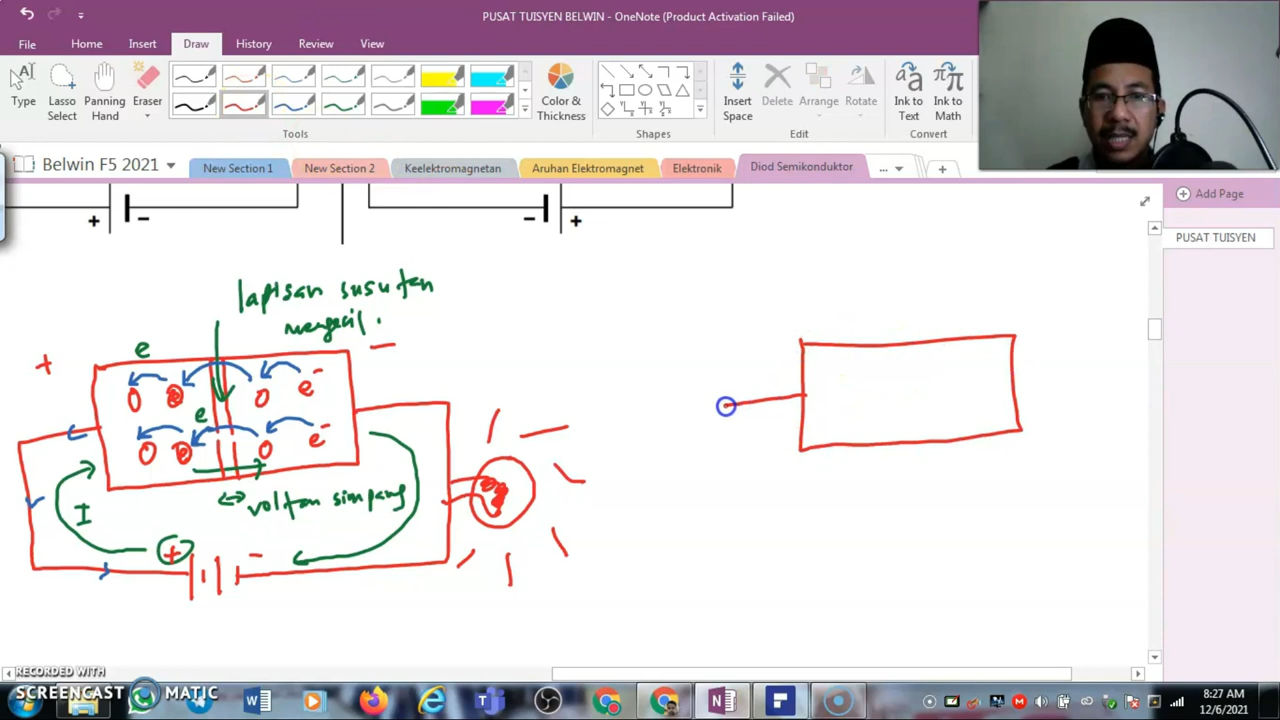 PUSAT TUISYEN BELWIN - OneNote (Product Activation Failed)
File Home Insert Draw History Review View
Type
Lasso Select
Panning Hand
Eraser
Color & Thickness
Insert Space
Delete
Arrange
Rotate
Ink to Text
Ink to Math
Tools
Shapes
Edit
Convert
Belwin F5 2021
New Section 1
New Section 2
Keelektromagnetan
Aruhan Elektromagnet
Elektronik
Diod Semikonduktor
...
Add Page
PUSAT TUISYEN
+ − − +
lapisan susutan
mengecil.
e
+ −
e⁻
e
e⁻
voltan simpang
I
+ −
RECORDED WITH
SCREENCAST MATIC
8:27 AM
12/6/2021